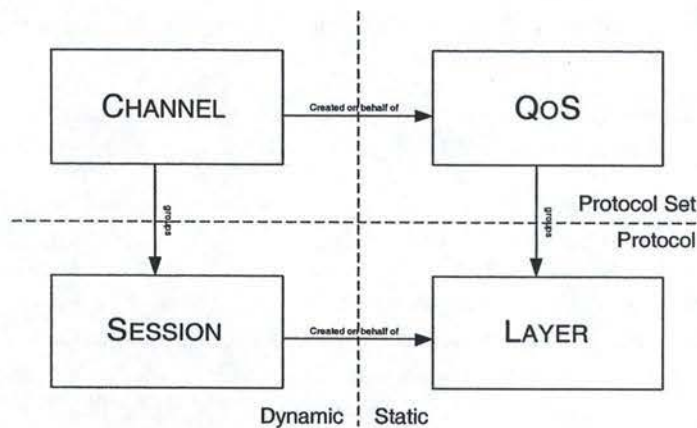 CHANNEL
Created on behalf of
QoS
groups
groups
Protocol Set
Protocol
SESSION
Created on behalf of
LAYER
Dynamic
Static